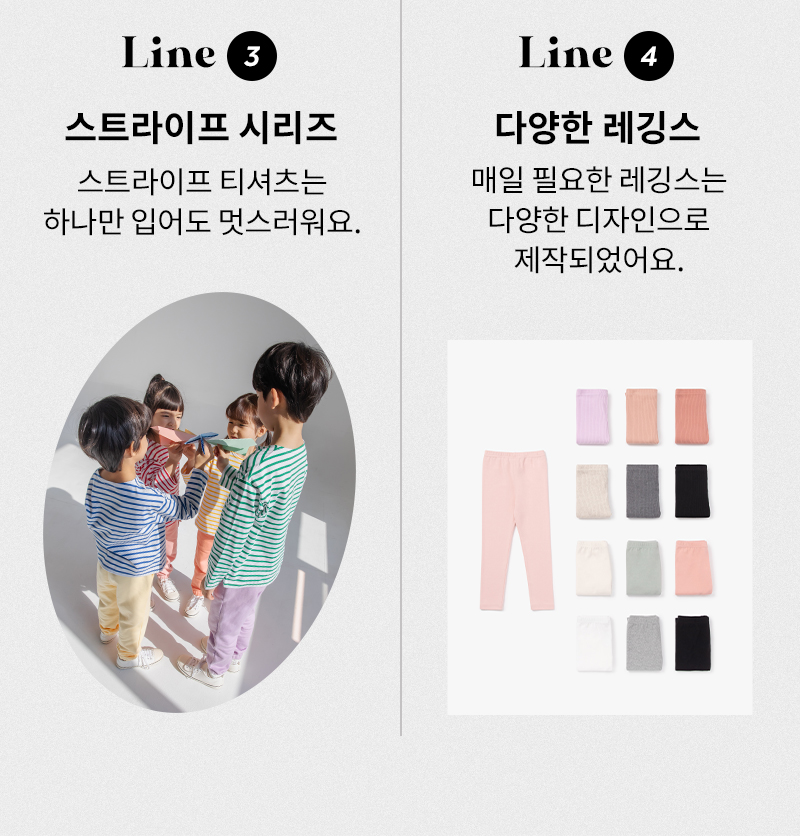 Line 3
스트라이프 시리즈
스트라이프 티셔츠는
하나만 입어도 멋스러워요.
Line 4
다양한 레깅스
매일 필요한 레깅스는
다양한 디자인으로
제작되었어요.